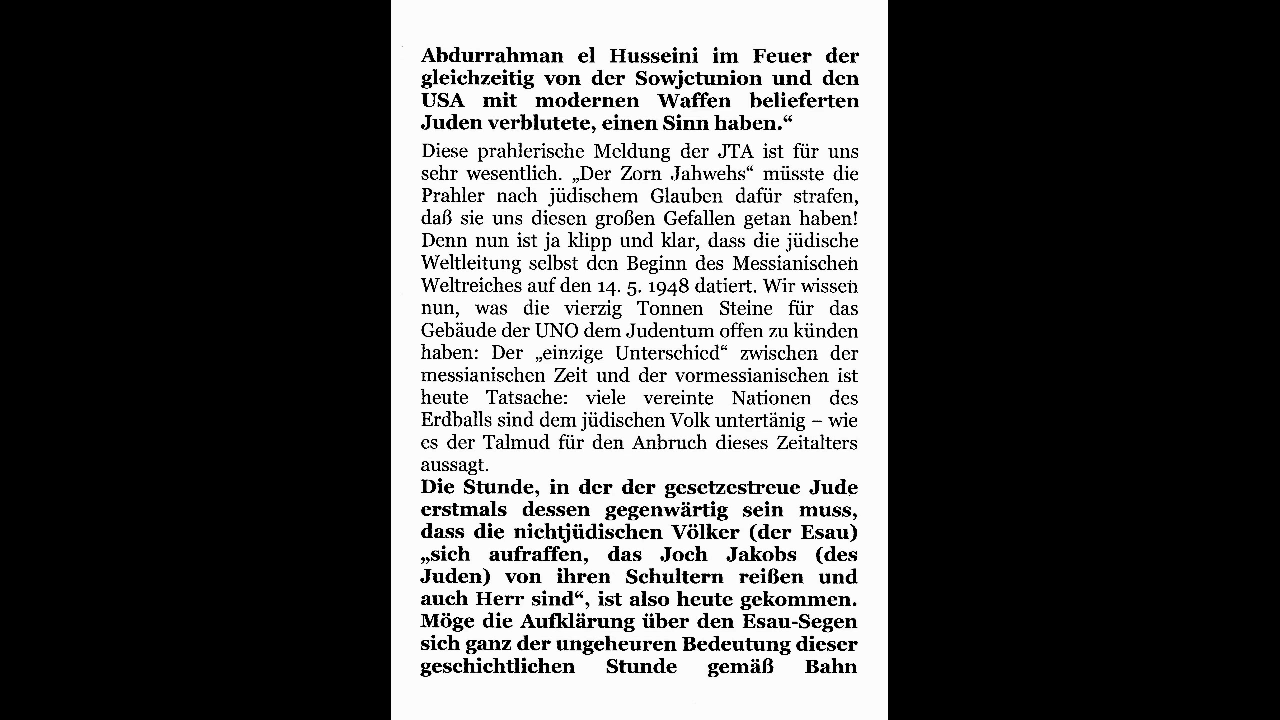 Abdurrahman el Husseini im Feuer der
gleichzeitig von der Sowjetunion und den
USA mit modernen Waffen belieferten
Juden verblutete, einen Sinn haben.“
Diese prahlerische Meldung der JTA ist für uns
sehr wesentlich. „Der Zorn Jahwehs“ müsste die
Prahler nach jüdischem Glauben dafür strafen,
daß sie uns diesen großen Gefallen getan haben!
Denn nun ist ja klipp und klar, dass die jüdische
Weltleitung selbst den Beginn des Messianischen
Weltreiches auf den 14. 5. 1948 datiert. Wir wissen
nun, was die vierzig Tonnen Steine für das
Gebäude der UNO dem Judentum offen zu künden
haben: Der „einzige Unterschied“ zwischen der
messianischen Zeit und der vormessianischen ist
heute Tatsache: viele vereinte Nationen des
Erdballs sind dem jüdischen Volk untertänig – wie
es der Talmud für den Anbruch dieses Zeitalters
aussagt.
Die Stunde, in der der gesetzestreue Jude
erstmals dessen gegenwärtig sein muss,
dass die nichtjüdischen Völker (der Esau)
„sich aufraffen, das Joch Jakobs (des
Juden) von ihren Schultern reißen und
auch Herr sind“, ist also heute gekommen.
Möge die Aufklärung über den Esau-Segen
sich ganz der ungeheuren Bedeutung dieser
geschichtlichen Stunde gemäß Bahn